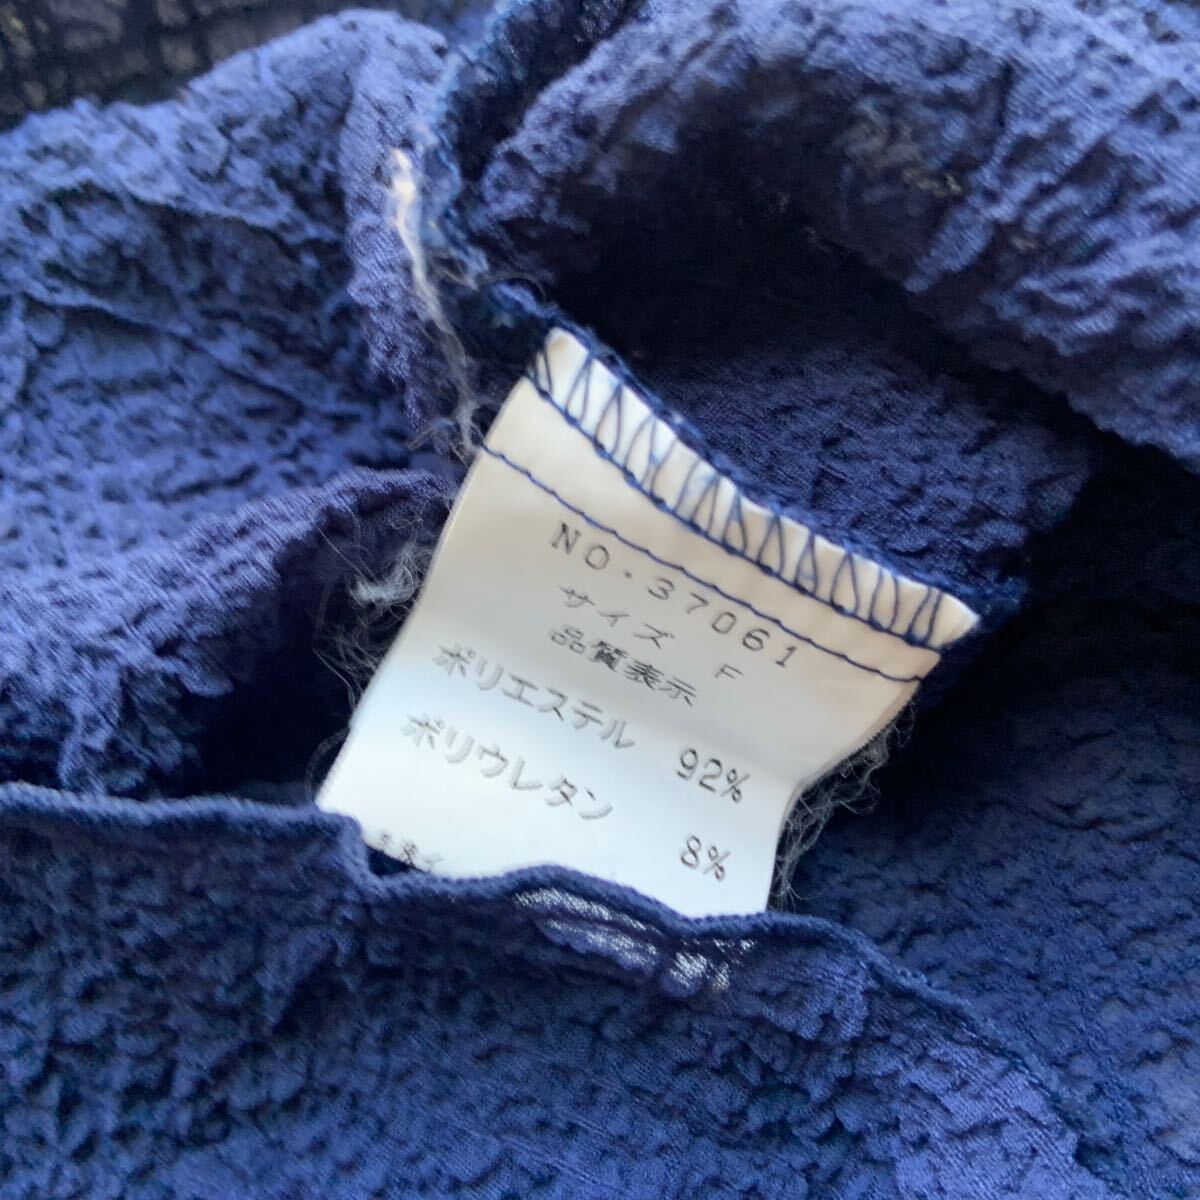 NO.37061
サイズ F
品質表示
ポリエステル 92%
ポリウレタン 8%